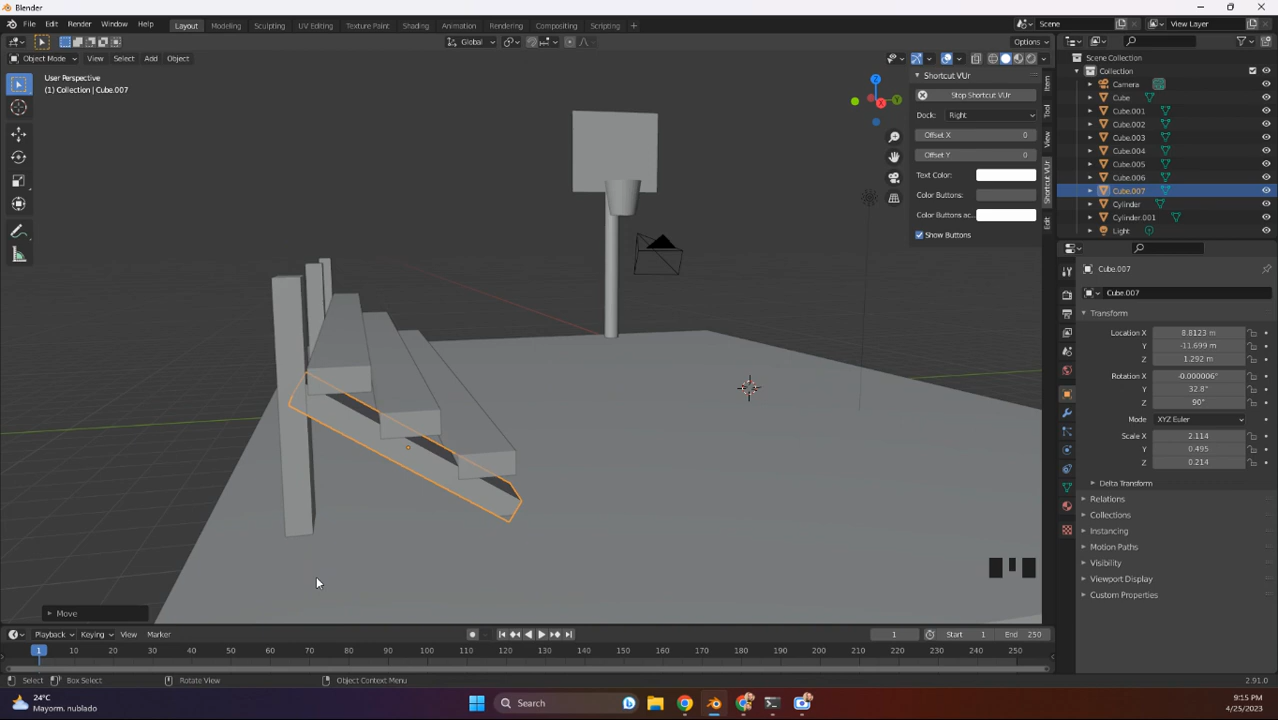 Blender
File Edit Render Window Help Layout Modeling Sculpting UV Editing Texture Paint Shading Animation Rendering Compositing Scripting + Scene View Layer
Global Options
Object Mode View Select Add Object
User Perspective
(1) Collection | Cube.007
Z
Y
X
Shortcut VUr
Stop Shortcut VUr
Dock: Right
Offset X 0
Offset Y 0
Text Color:
Color Buttons:
Color Buttons ac..
Show Buttons
Item
Tool
View
Shortcut VUr
Edit
Scene Collection
Collection
Camera
Cube
Cube.001
Cube.002
Cube.003
Cube.004
Cube.005
Cube.006
Cube.007
Cylinder
Cylinder.001
Light
Cube.007
Cube.007
Transform
Location X 8.8123 m
Y -11.699 m
Z 1.292 m
Rotation X -0.000006°
Y 32.8°
Z 90°
Mode XYZ Euler
Scale X 2.114
Y 0.495
Z 0.214
Delta Transform
Relations
Collections
Instancing
Motion Paths
Visibility
Viewport Display
Custom Properties
Move
Playback Keying View Marker 1 Start 1 End 250
1 10 20 30 40 50 60 70 80 90 100 110 120 130 140 150 160 170 180 190 200 210 220 230 240 250
Select Box Select Rotate View Object Context Menu 2.91.0
24°C
Mayorm. nublado
Search
9:15 PM
4/25/2023